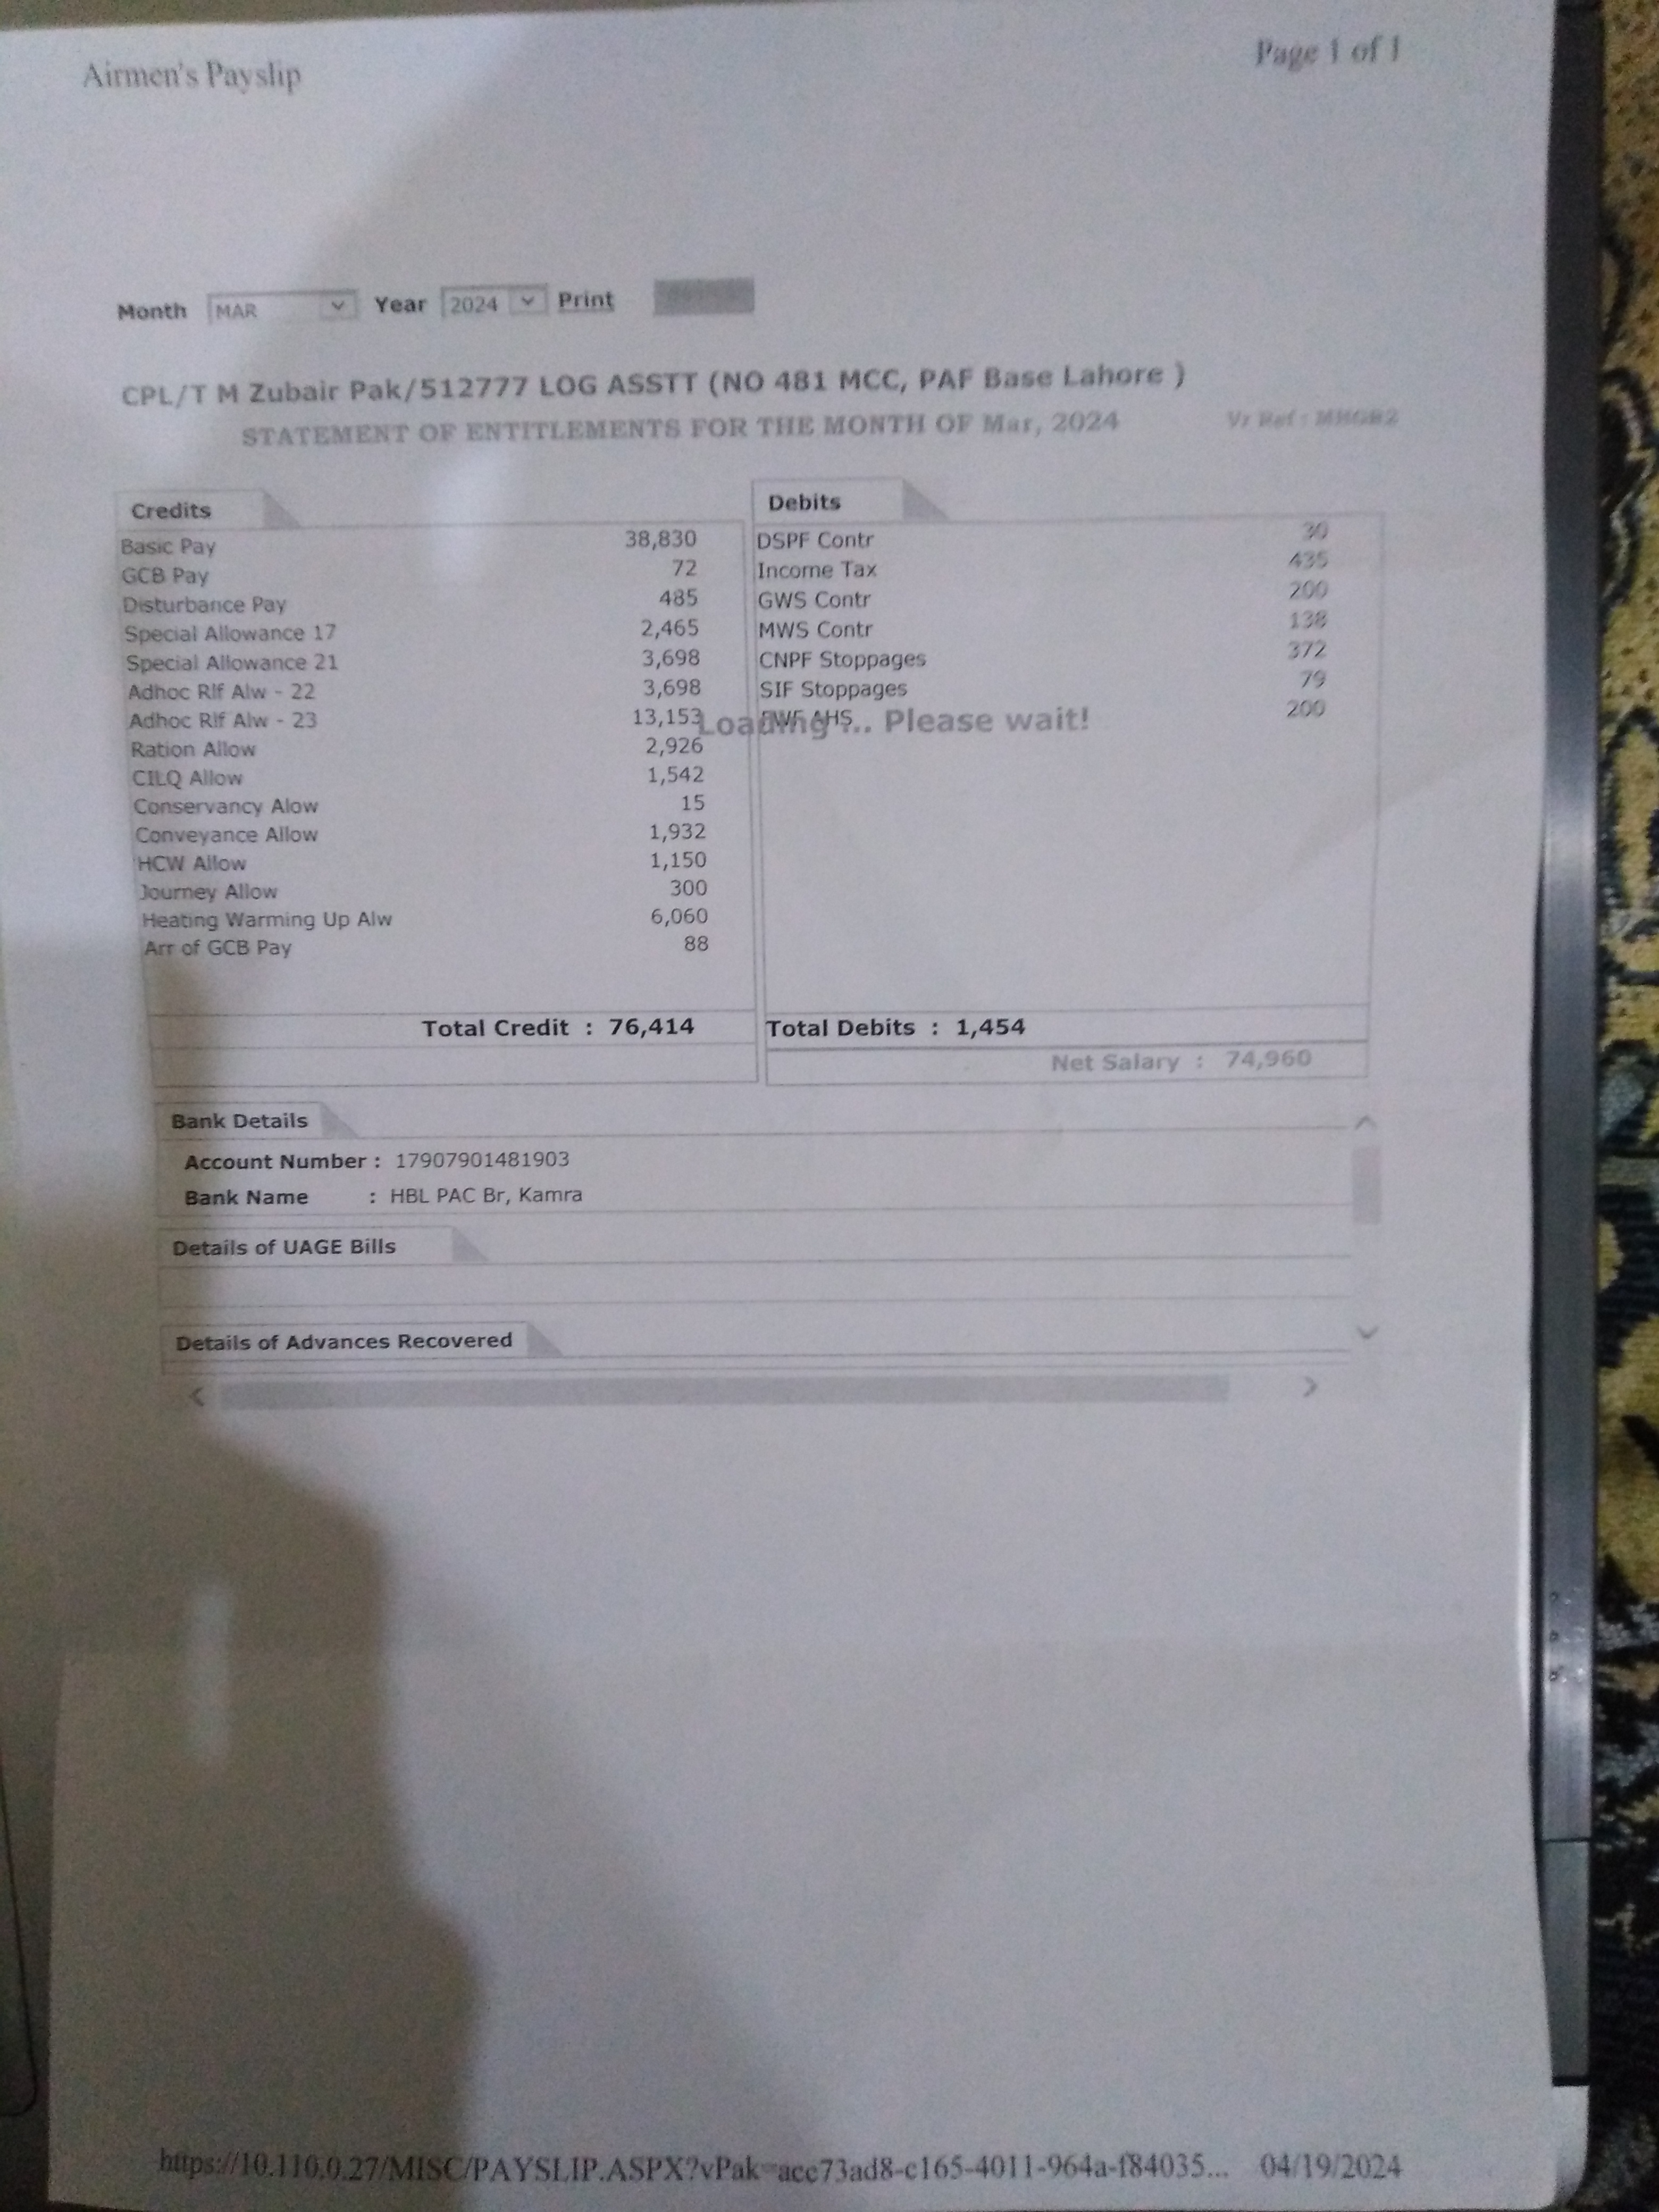 Airmen's Payslip
Page 1 of 1
Month MAR Year 2024 Print
CPL/T M Zubair Pak/512777 LOG ASSTT (NO 481 MCC, PAF Base Lahore )
STATEMENT OF ENTITLEMENTS FOR THE MONTH OF Mar, 2024
Credits
Basic Pay 38,830
GCB Pay 72
Disturbance Pay 485
Special Allowance 17 2,465
Special Allowance 21 3,698
Adhoc Rlf Alw - 22 3,698
Adhoc Rlf Alw - 23 13,153
Ration Allow 2,926
CILQ Allow 1,542
Conservancy Alow 15
Conveyance Allow 1,932
HCW Allow 1,150
Journey Allow 300
Heating Warming Up Alw 6,060
Arr of GCB Pay 88
Total Credit : 76,414
Debits
DSPF Contr 30
Income Tax 435
GWS Contr 200
MWS Contr 138
CNPF Stoppages 372
SIF Stoppages 79
AHS 200
Loading ... Please wait!
Total Debits : 1,454
Net Salary : 74,960
Bank Details
Account Number : 17907901481903
Bank Name : HBL PAC Br, Kamra
Details of UAGE Bills
Details of Advances Recovered
https://10.110.0.27/MISC/PAYSLIP.ASPX?vPak=acc73ad8-c165-4011-964a-f84035... 04/19/2024